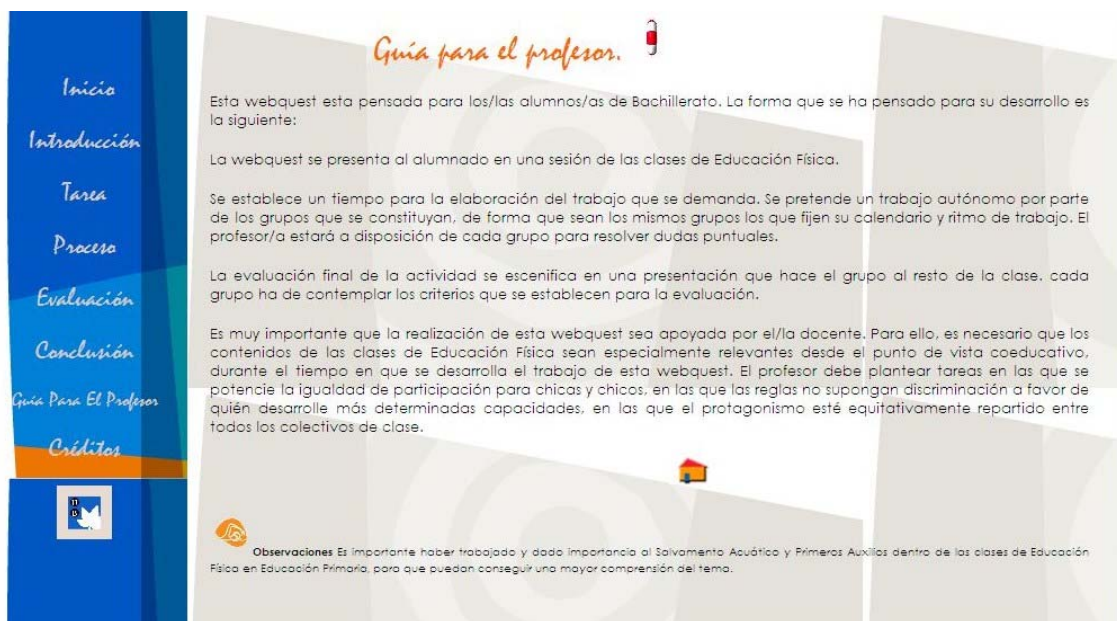 Guía para el profesor.
Inicio
Introducción
Tarea
Proceso
Evaluación
Conclusión
Guia Para El Profesor
Créditos
Esta webquest esta pensada para los/las alumnos/as de Bachillerato. La forma que se ha pensado para su desarrollo es
la siguiente:
La webquest se presenta al alumnado en una sesión de las clases de Educación Física.
Se establece un tiempo para la elaboración del trabajo que se demanda. Se pretende un trabajo autónomo por parte
de los grupos que se constituyan, de forma que sean los mismos grupos los que fijen su calendario y ritmo de trabajo. El
profesor/a estará a disposición de cada grupo para resolver dudas puntuales.
La evaluación final de la actividad se escenifica en una presentación que hace el grupo al resto de la clase. cada
grupo ha de contemplar los criterios que se establecen para la evaluación.
Es muy importante que la realización de esta webquest sea apoyada por el/la docente. Para ello, es necesario que los
contenidos de las clases de Educación Física sean especialmente relevantes desde el punto de vista coeducativo,
durante el tiempo en que se desarrolla el trabajo de esta webquest. El profesor debe plantear tareas en las que se
potencie la igualdad de participación para chicas y chicos, en las que las reglas no supongan discriminación a favor de
quién desarrolle más determinadas capacidades, en las que el protagonismo esté equitativamente repartido entre
todos los colectivos de clase.
Observaciones Es importante haber trabajado y dado importancia al Salvamento Acuático y Primeros Auxilios dentro de las clases de Educación
Física en Educación Primaria, para que puedan conseguir una mayor comprensión del tema.